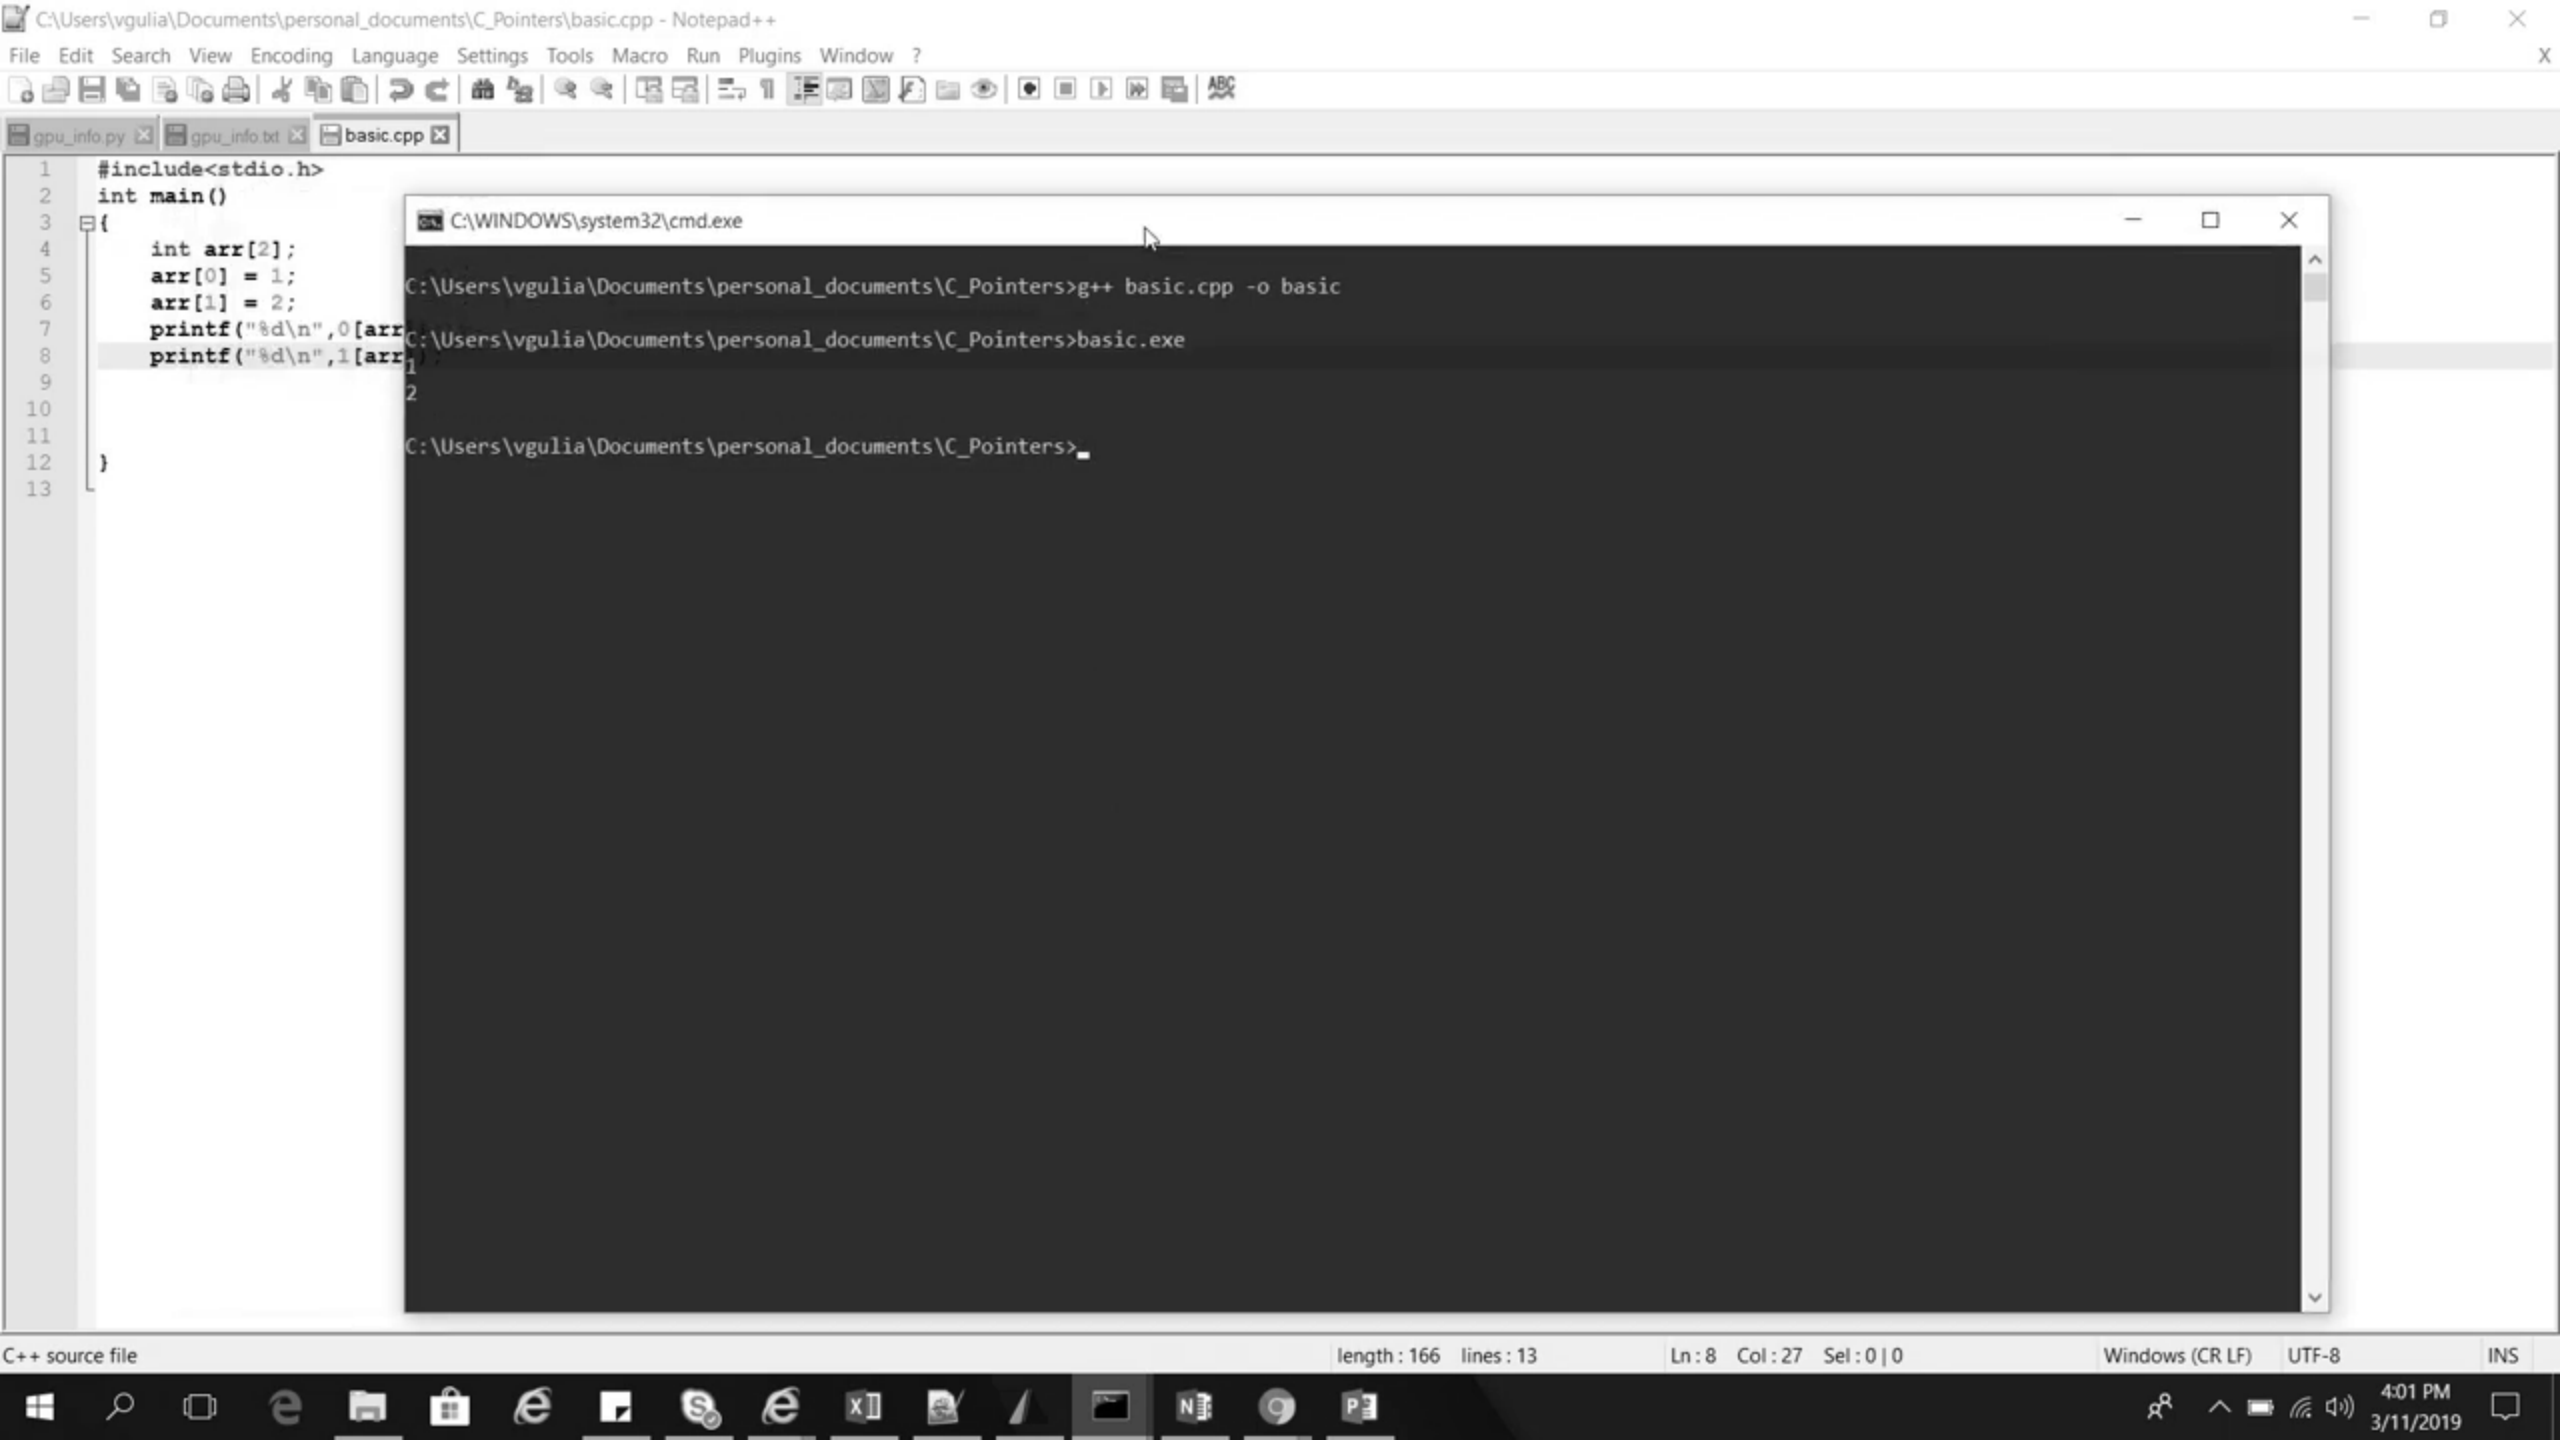 C:\Users\vgulia\Documents\personal_documents\C_Pointers\basic.cpp - Notepad++
File Edit Search View Encoding Language Settings Tools Macro Run Plugins Window ?
X
ABC
gpu_info.py gpu_info.txt basic.cpp
1 #include<stdio.h>
2 int main()
3 {
4 int arr[2];
5 arr[0] = 1;
6 arr[1] = 2;
7 printf("%d\n",0[arr
8 printf("%d\n",1[arr
9
10
11
12 }
13
C:\WINDOWS\system32\cmd.exe
C:\Users\vgulia\Documents\personal_documents\C_Pointers>g++ basic.cpp -o basic
C:\Users\vgulia\Documents\personal_documents\C_Pointers>basic.exe
1
2
C:\Users\vgulia\Documents\personal_documents\C_Pointers>
C++ source file length : 166 lines : 13 Ln : 8 Col : 27 Sel : 0 | 0 Windows (CR LF) UTF-8 INS
4:01 PM
3/11/2019